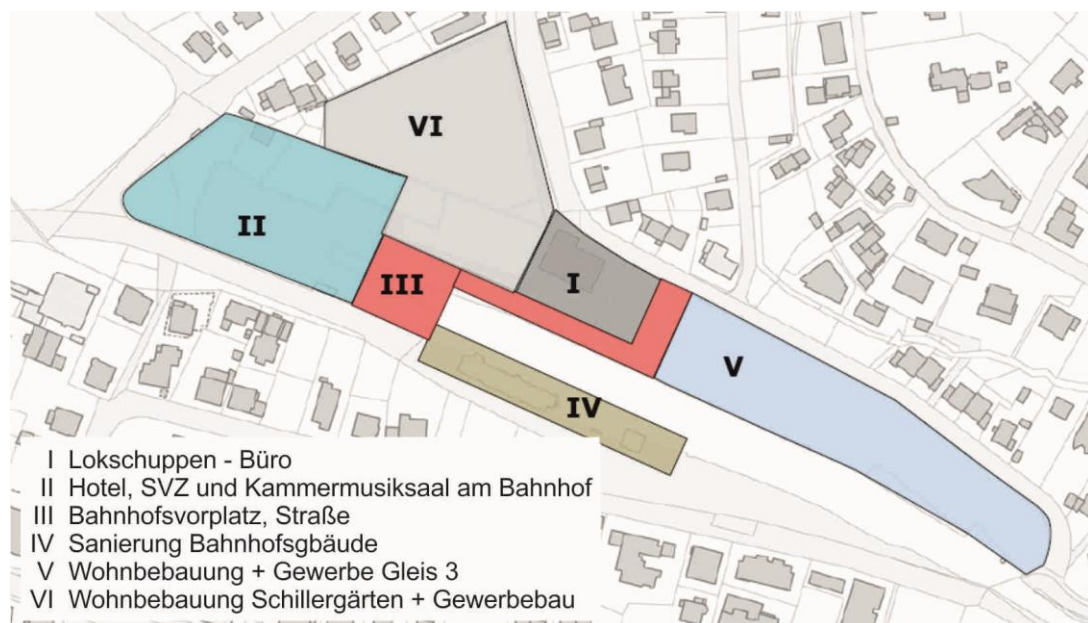 VI
II
III
I
V
IV
I Lokschuppen - Büro
II Hotel, SVZ und Kammermusiksaal am Bahnhof
III Bahnhofsvorplatz, Straße
IV Sanierung Bahnhofsgbäude
V Wohnbebauung + Gewerbe Gleis 3
VI Wohnbebauung Schillergärten + Gewerbebau